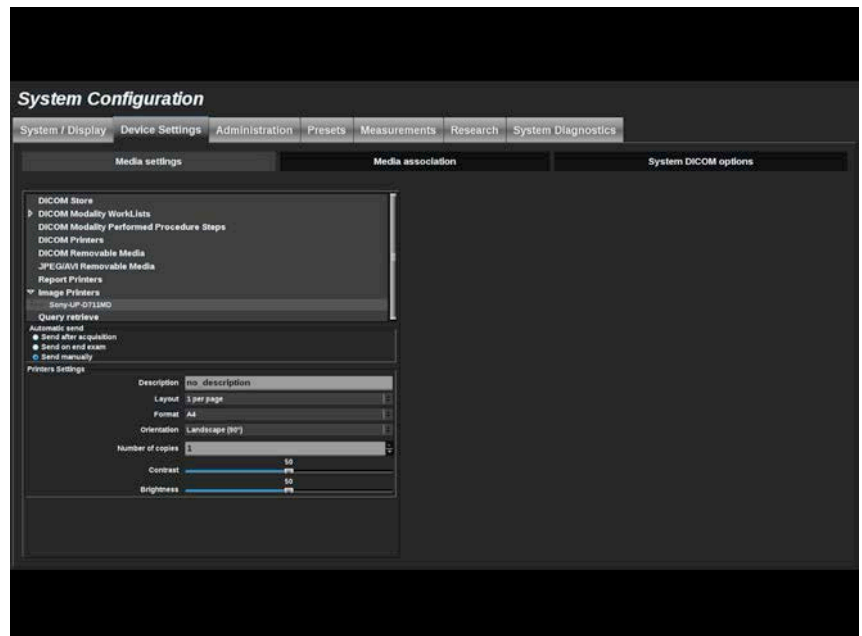 System Configuration
System / Display Device Settings Administration Presets Measurements Research System Diagnostics
Media settings Media association System DICOM options
DICOM Store
DICOM Modality WorkLists
DICOM Modality Performed Procedure Steps
DICOM Printers
DICOM Removable Media
JPEG/AVI Removable Media
Report Printers
Image Printers
Sony-UP-D711MD
Query retrieve
Automatic send
Send after acquisition
Send on end exam
Send manually
Printers Settings
Description no_description
Layout 1 per page
Format A4
Orientation Landscape (90°)
Number of copies 1
50
Contrast
50
Brightness